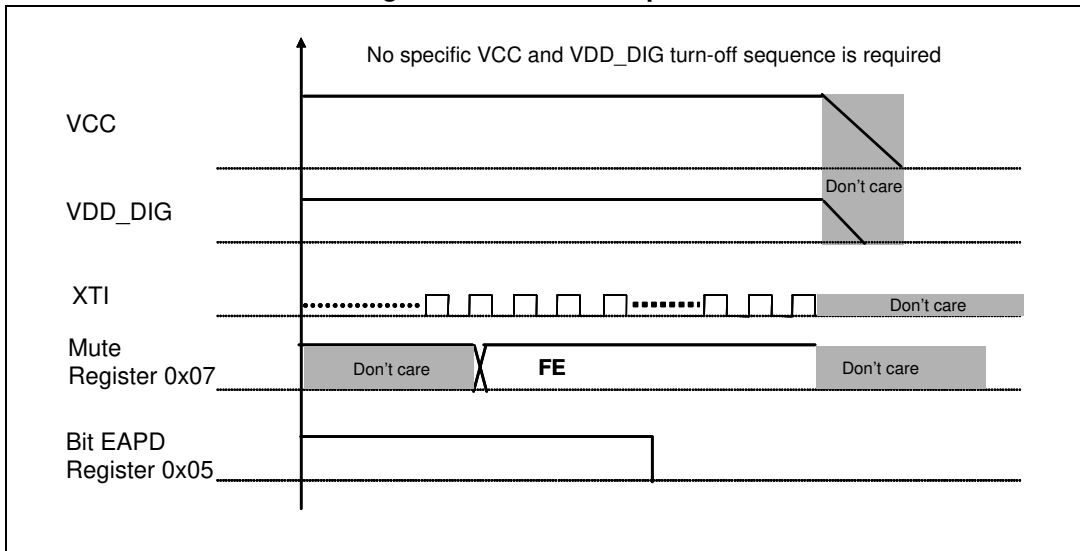 No specific VCC and VDD_DIG turn-off sequence is required
VCC
Don't care
VDD_DIG
XTI
Don't care
Mute
Register 0x07
Don't care
FE
Don't care
Bit EAPD
Register 0x05